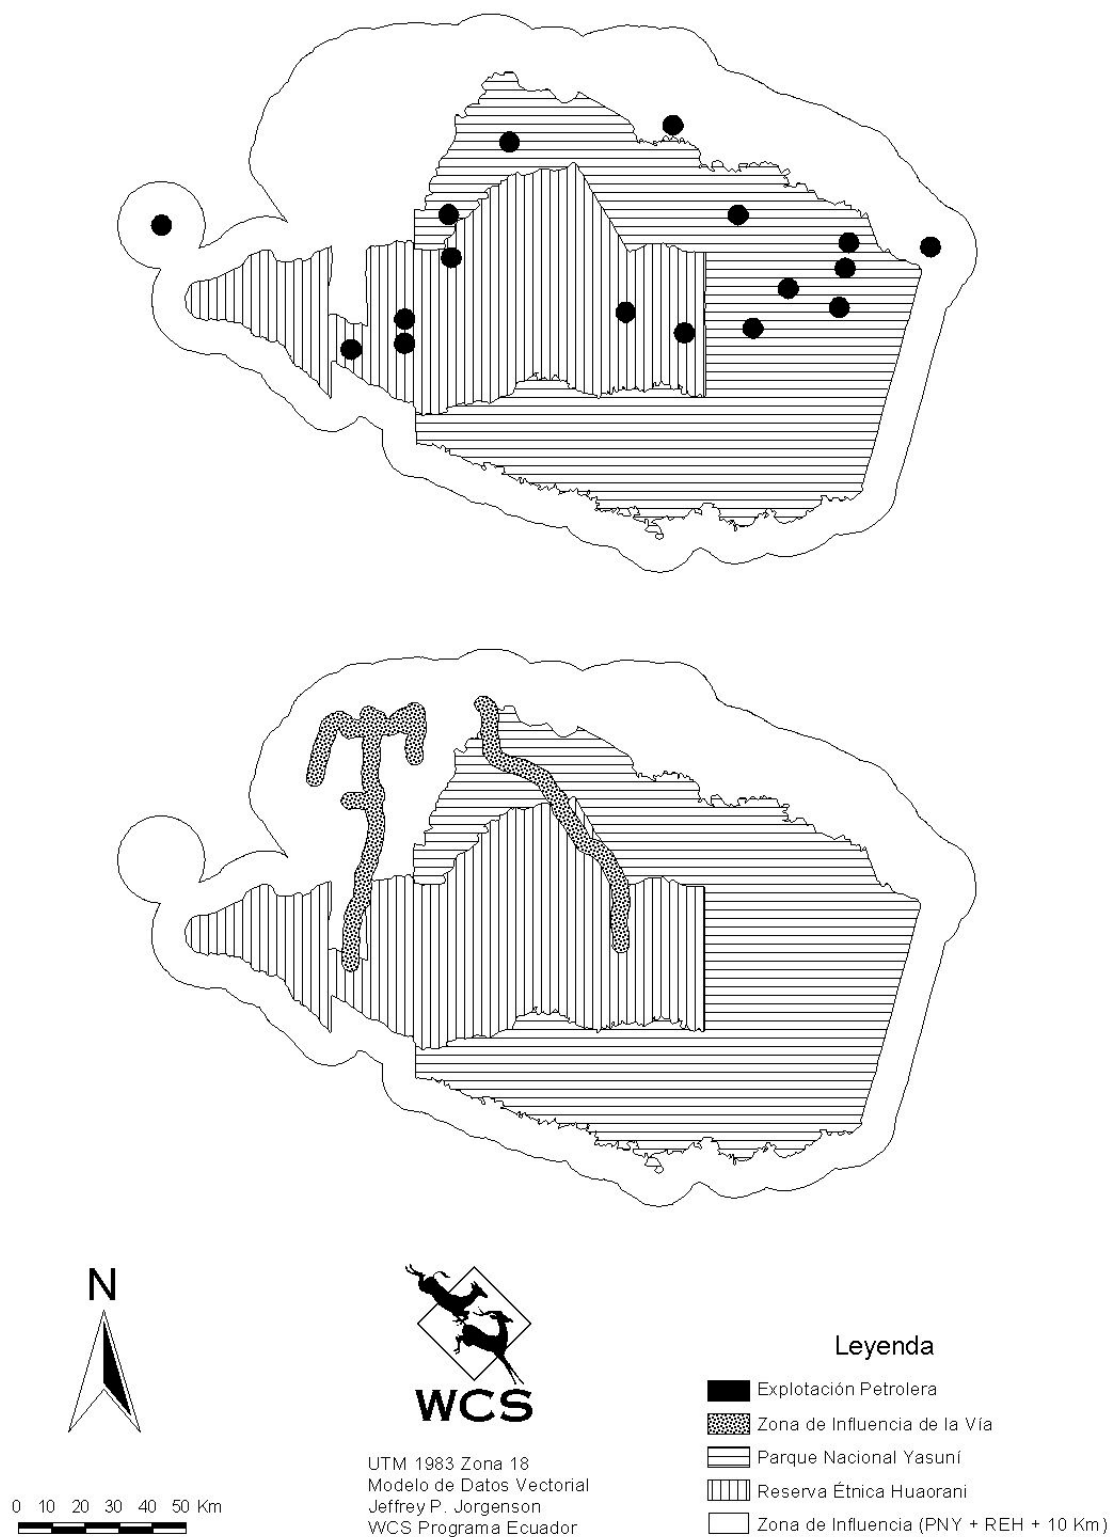 N
WCS
Leyenda
Explotación Petrolera
Zona de Influencia de la Vía
Parque Nacional Yasuní
Reserva Étnica Huaorani
Zona de Influencia (PNY + REH + 10 Km)
UTM 1983 Zona 18
Modelo de Datos Vectorial
Jeffrey P. Jorgenson
WCS Programa Ecuador
0 10 20 30 40 50 Km